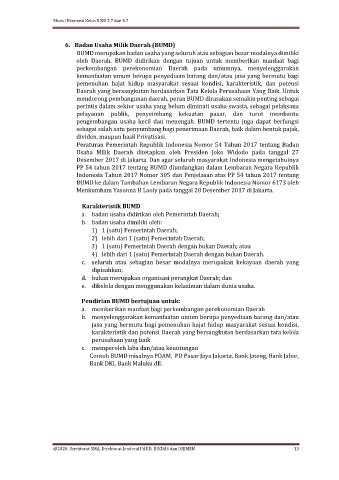 Modul Ekonomi Kelas X KD 3.7 dan 4.7
6. Badan Usaha Milik Daerah (BUMD)
BUMD merupakan badan usaha yang seluruh atau sebagian besar modalnya dimiliki
oleh Daerah. BUMD didirikan dengan tujuan untuk memberikan manfaat bagi
perkembangan perekonomian Daerah pada umumnya, menyelenggarakan
kemanfaatan umum berupa penyediaan barang dan/atau jasa yang bermutu bagi
pemenuhan hajat hidup masyarakat sesuai kondisi, karakteristik, dan potensi
Daerah yang bersangkutan berdasarkan Tata Kelola Perusahaan Yang Baik. Untuk
mendorong pembangunan daerah, peran BUMD dirasakan semakin penting sebagai
perintis dalam sektor usaha yang belum diminati usaha swasta, sebagai pelaksana
pelayanan publik, penyeimbang kekuatan pasar, dan turut membantu
pengembangan usaha kecil dan menengah. BUMD tertentu juga dapat berfungsi
sebagai salah satu penyumbang bagi penerimaan Daerah, baik dalam bentuk pajak,
dividen, maupun hasil Privatisasi.
Peraturan Pemerintah Republik Indonesia Nomor 54 Tahun 2017 tentang Badan
Usaha Milik Daerah ditetapkan oleh Presiden Joko Widodo pada tanggal 27
Desember 2017 di Jakarta. Dan agar seluruh masyarakat Indonesia mengetahuinya
PP 54 tahun 2017 tentang BUMD diundangkan dalam Lembaran Negara Republik
Indonesia Tahun 2017 Nomor 305 dan Penjelasan atas PP 54 tahun 2017 tentang
BUMD ke dalam Tambahan Lembaran Negara Republik Indonesia Nomor 6173 oleh
Menkumham Yasonna H Laoly pada tanggal 28 Desember 2017 di Jakarta.
Karakteristik BUMD
a. badan usaha didirikan oleh Pemerintah Daerah;
b. badan usaha dimiliki oleh:
1) 1 (satu) Pemerintah Daerah;
2) lebih dari 1 (satu) Pemerintah Daerah;
3) 1 (satu) Pemerintah Daerah dengan bukan Daerah; atau
4) lebih dari 1 (satu) Pemerintah Daerah dengan bukan Daerah.
c. seluruh atau sebagian besar modalnya merupakan kekayaan daerah yang
dipisahkan;
d. bukan merupakan organisasi perangkat Daerah; dan
e. dikelola dengan menggunakan kelaziman dalam dunia usaha.
Pendirian BUMD bertujuan untuk:
a. memberikan manfaat bagi perkembangan perekonomian Daerah
b. menyelenggarakan kemanfaatan umum berupa penyediaan barang dan/atau
jasa yang bermutu bagi pemenuhan hajat hidup masyarakat sesuai kondisi,
karakteristik dan potensi Daerah yang bersangkutan berdasarkan tata kelola
perusahaan yang baik
c. memperoleh laba dan/atau keuntungan
Contoh BUMD misalnya PDAM, PD Pasar Jaya Jakarta, Bank Jateng, Bank Jabar,
Bank DKI, Bank Maluku dll.
@2020, Direktorat SMA, Direktorat Jenderal PAUD, DIKDAS dan DIKMEN 13